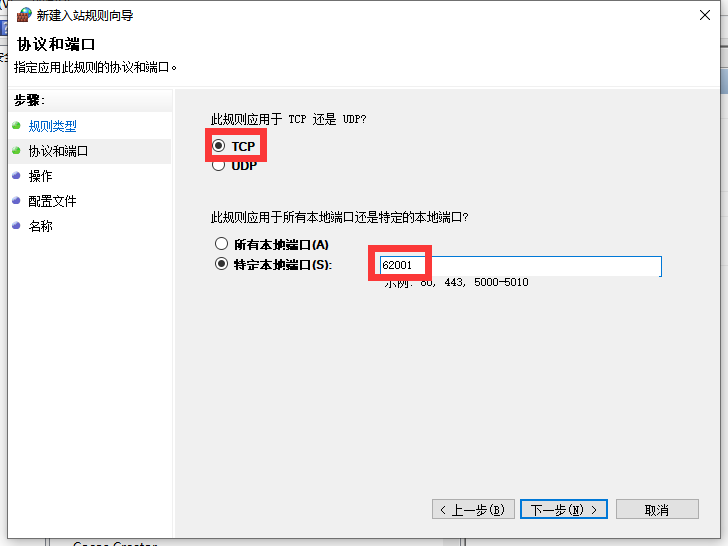 新建入站规则向导
协议和端口
指定应用此规则的协议和端口。
步骤:
规则类型
协议和端口
操作
配置文件
名称
此规则应用于 TCP 还是 UDP?
TCP
UDP
此规则应用于所有本地端口还是特定的本地端口?
所有本地端口(A)
特定本地端口(S):
62001
示例: 80, 443, 5000-5010
< 上一步(B)
下一步(N) >
取消